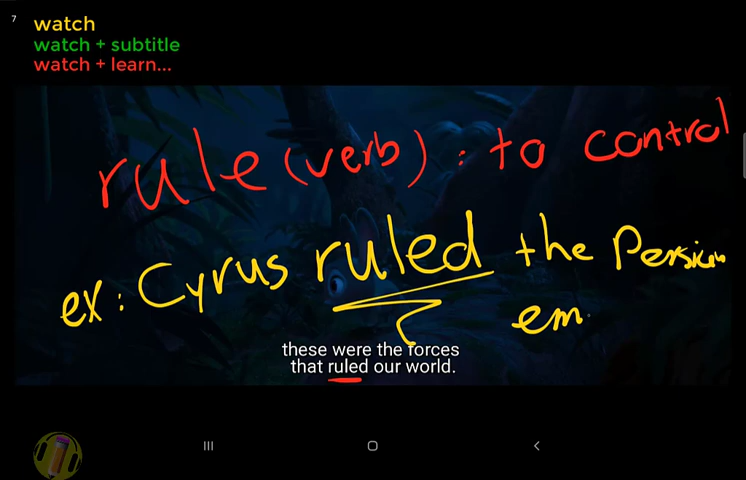 7
watch
watch + subtitle
watch + learn...
rule (verb) : to control
ex : Cyrus ruled the Persian
em
these were the forces
that ruled our world.